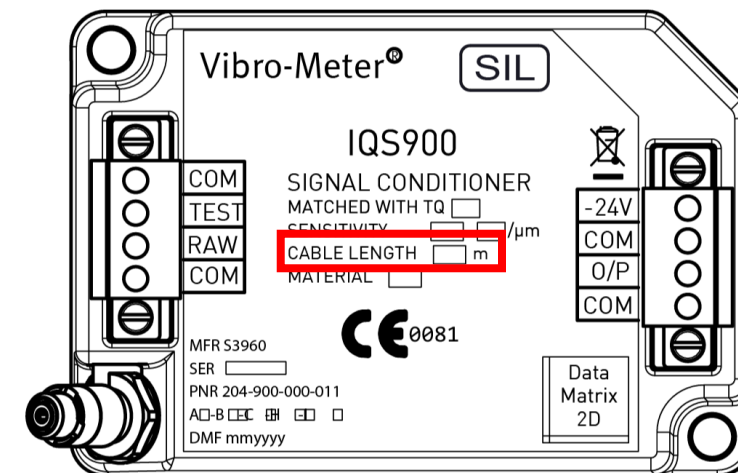 Vibro-Meter® SIL
IQS900
SIGNAL CONDITIONER
MATCHED WITH TQ
SENSITIVITY /µm
CABLE LENGTH m
MATERIAL
COM
TEST
RAW
COM
-24V
COM
O/P
COM
CE 0081
MFR S3960
SER
PNR 204-900-000-011
DMF mmyyyy
Data
Matrix
2D